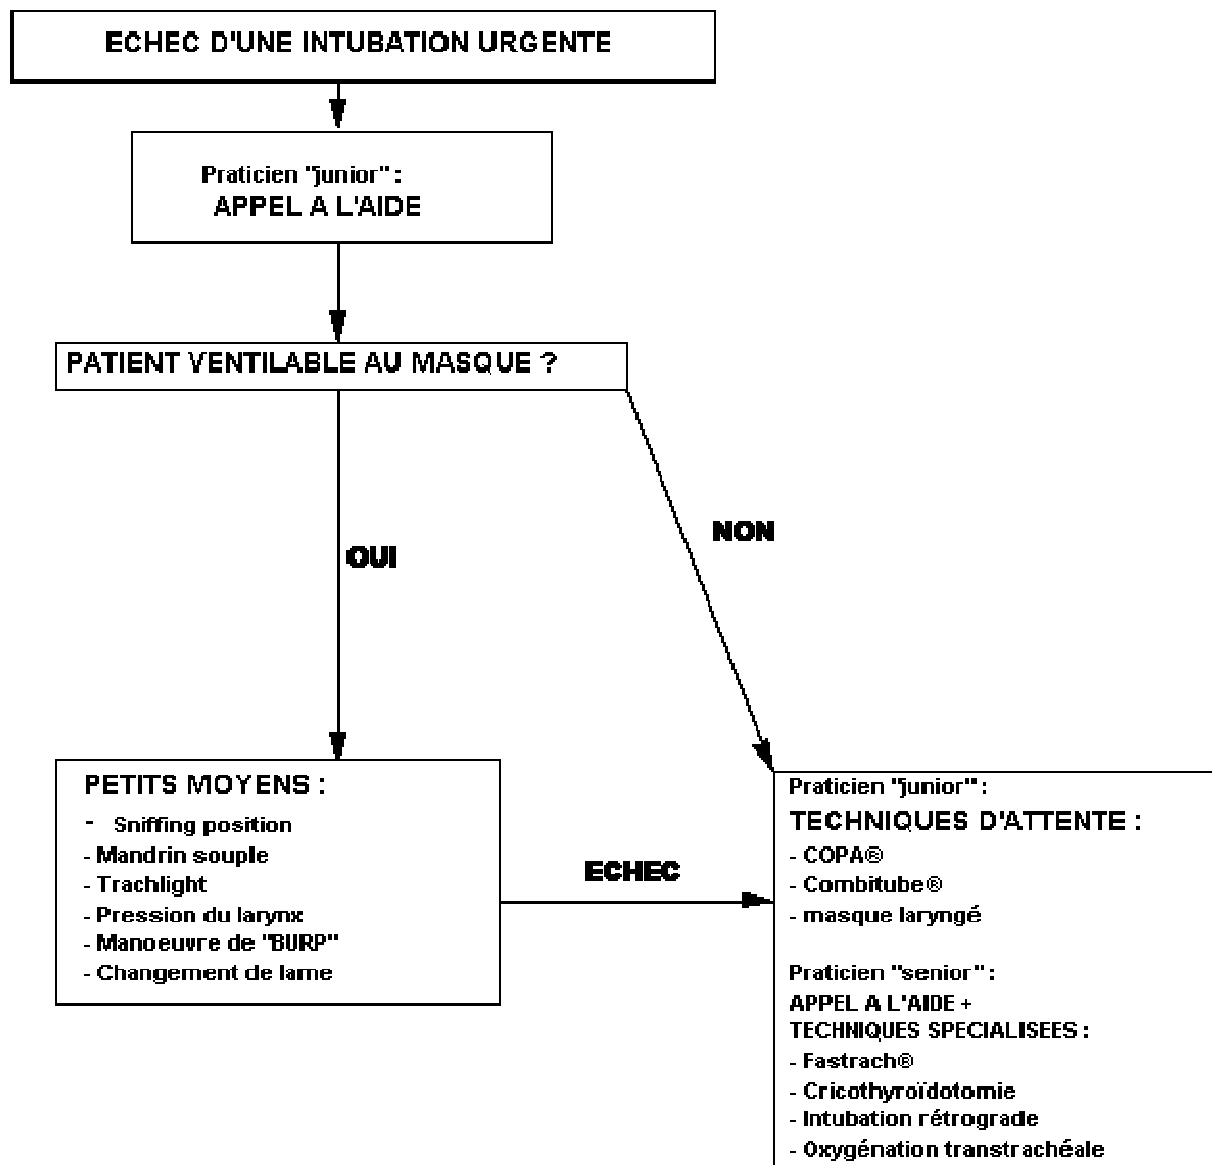 ECHEC D'UNE INTUBATION URGENTE
Praticien "junior" :
APPEL A L'AIDE
PATIENT VENTILABLE AU MASQUE ?
NON
OUI
PETITS MOYENS :
- Sniffing position
- Mandrin souple
- Trachlight
- Pression du larynx
- Manoeuvre de "BURP"
- Changement de lame
ECHEC
Praticien "junior" :
TECHNIQUES D'ATTENTE :
- COPA®
- Combitube®
- masque laryngé
Praticien "senior" :
APPEL A L'AIDE +
TECHNIQUES SPECIALISEES :
- Fastrach®
- Cricothyroïdotomie
- Intubation rétrograde
- Oxygénation transtrachéale